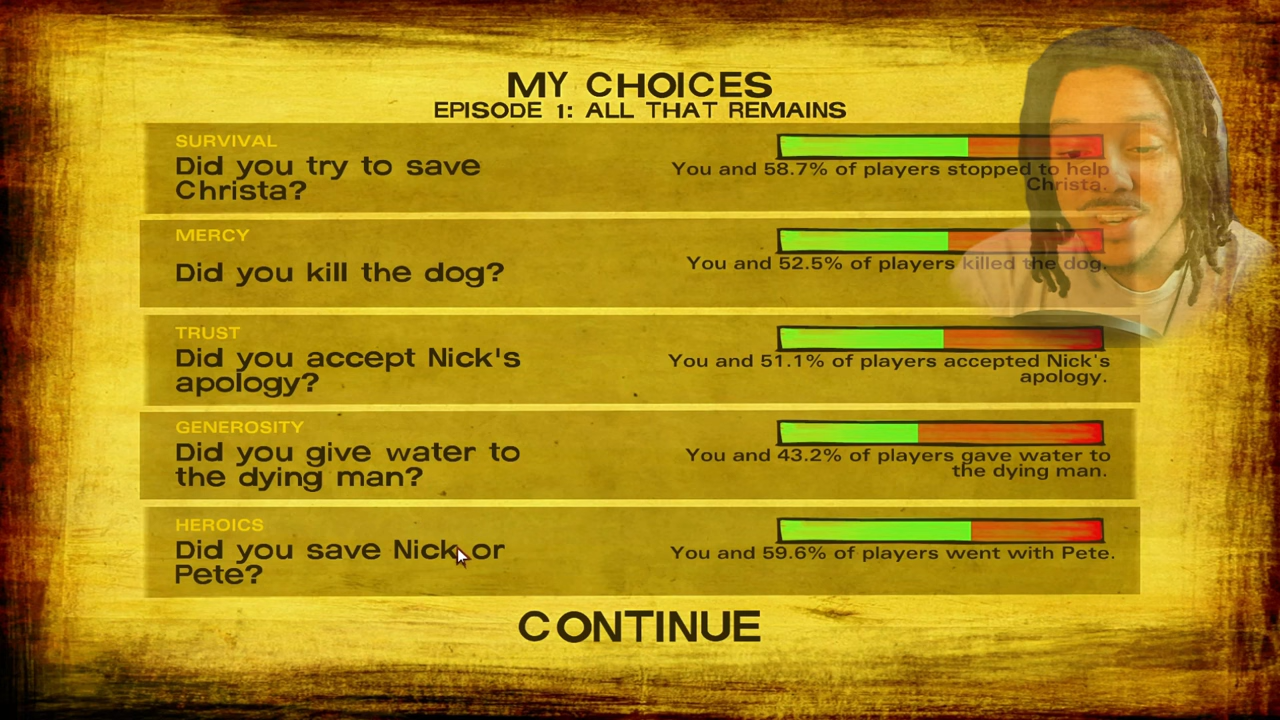 MY CHOICES
EPISODE 1: ALL THAT REMAINS
SURVIVAL
Did you try to save
Christa?
You and 58.7% of players stopped to help
Christa.
MERCY
Did you kill the dog?
You and 52.5% of players killed the dog.
TRUST
Did you accept Nick's
apology?
You and 51.1% of players accepted Nick's
apology.
GENEROSITY
Did you give water to
the dying man?
You and 43.2% of players gave water to
the dying man.
HEROICS
Did you save Nick or
Pete?
You and 59.6% of players went with Pete.
CONTINUE